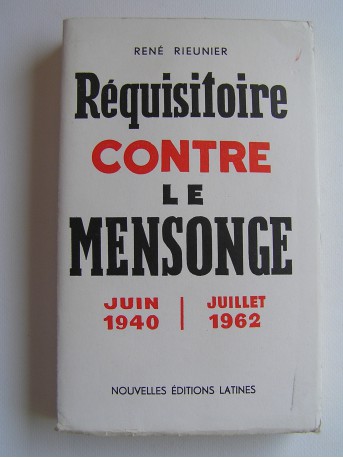 RENÉ RIEUNIER
Réquisitoire
CONTRE
LE
MENSONGE
JUIN | JUILLET
1940 | 1962
NOUVELLES ÉDITIONS LATINES